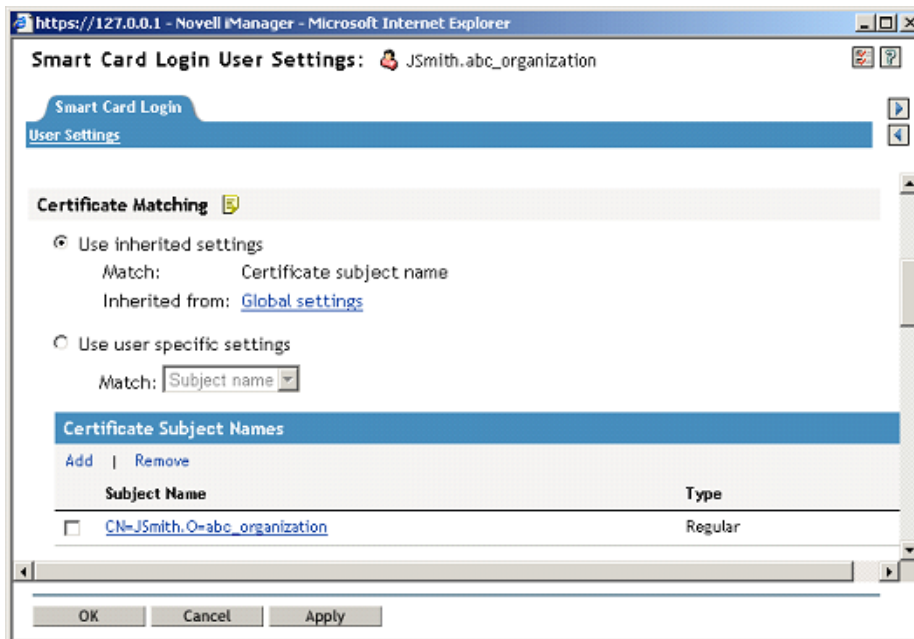 https://127.0.0.1 - Novell iManager - Microsoft Internet Explorer
Smart Card Login User Settings: JSmith.abc_organization
Smart Card Login
User Settings
Certificate Matching
Use inherited settings
Match: Certificate subject name
Inherited from: Global settings
Use user specific settings
Match: Subject name
Certificate Subject Names
Add | Remove
Subject Name Type
CN=JSmith.O=abc_organization Regular
OK Cancel Apply